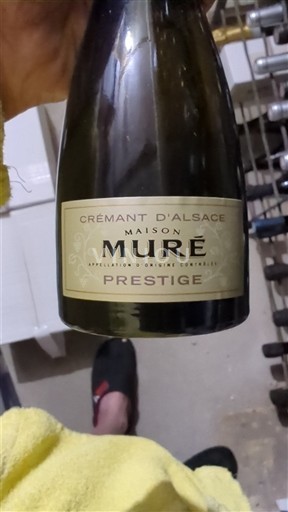 CRÉMANT D'ALSACE
MAISON
MURÉ
APPELLATION D'ORIGINE CONTRÔLÉE
PRESTIGE